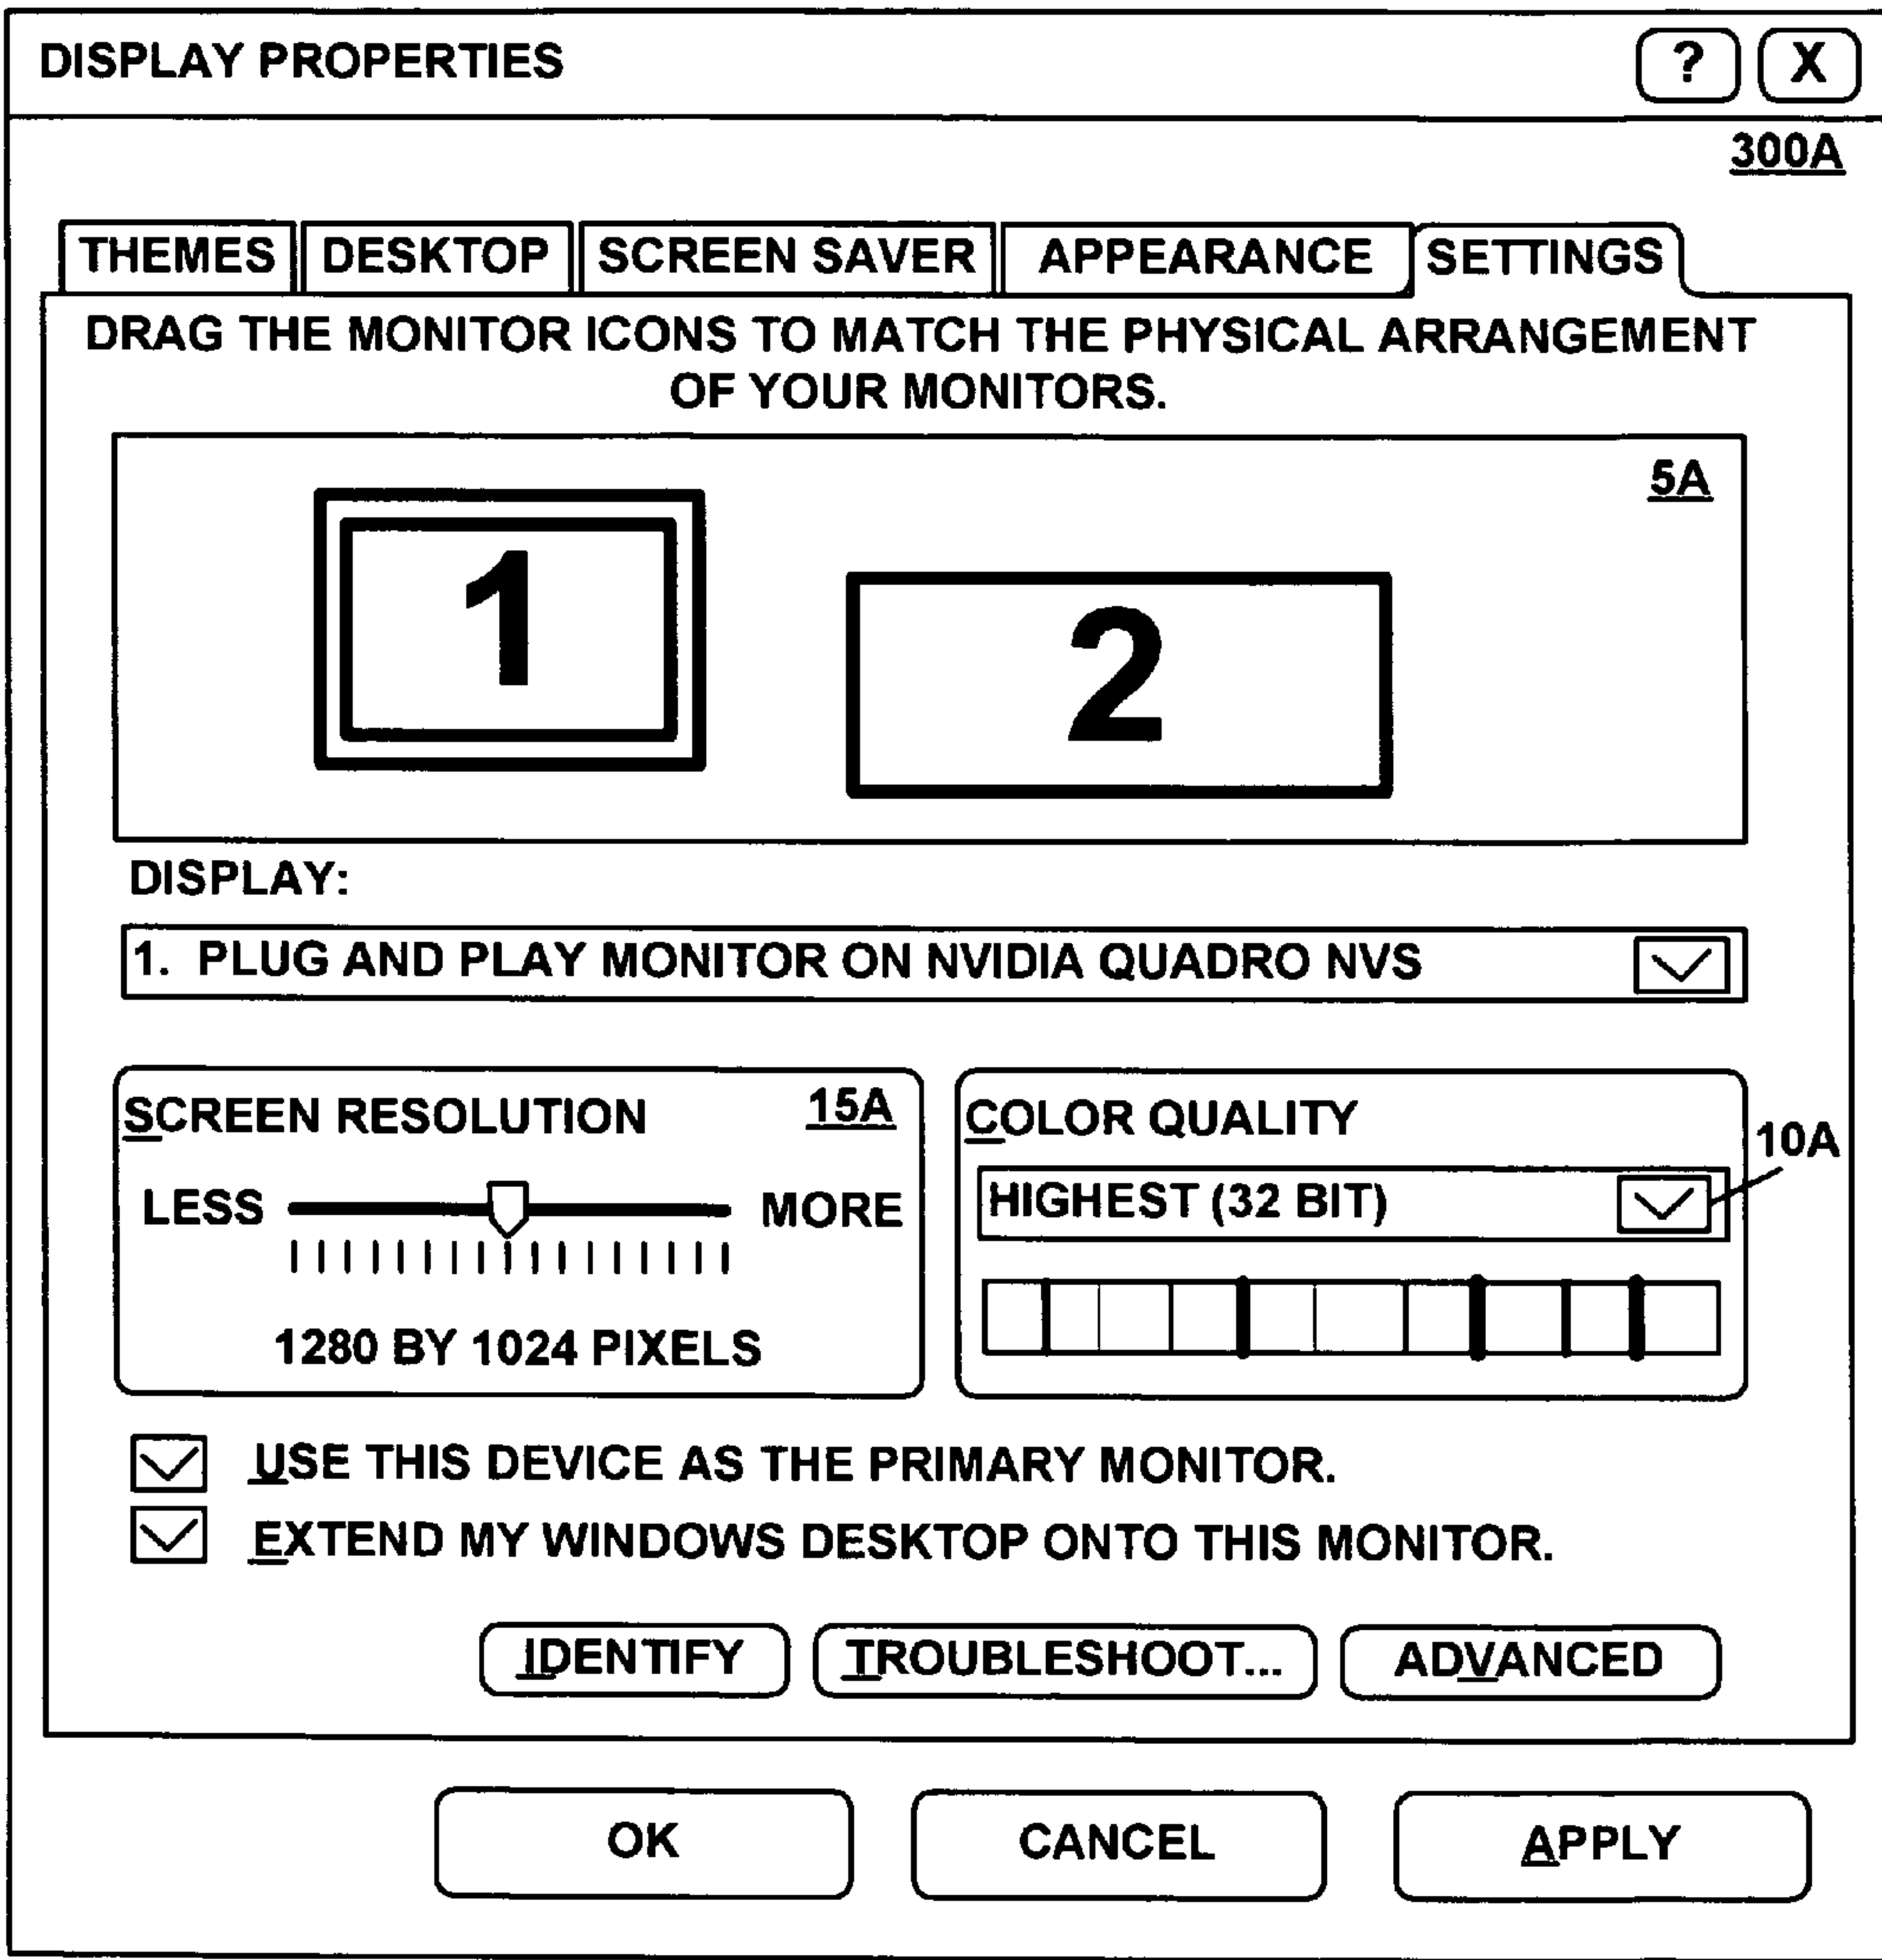 DISPLAY PROPERTIES ? X
300A
THEMES DESKTOP SCREEN SAVER APPEARANCE SETTINGS
DRAG THE MONITOR ICONS TO MATCH THE PHYSICAL ARRANGEMENT
OF YOUR MONITORS.
5A
1 2
DISPLAY:
1. PLUG AND PLAY MONITOR ON NVIDIA QUADRO NVS
SCREEN RESOLUTION 15A
LESS MORE
1280 BY 1024 PIXELS
COLOR QUALITY
10A
HIGHEST (32 BIT)
USE THIS DEVICE AS THE PRIMARY MONITOR.
EXTEND MY WINDOWS DESKTOP ONTO THIS MONITOR.
IDENTIFY TROUBLESHOOT... ADVANCED
OK CANCEL APPLY